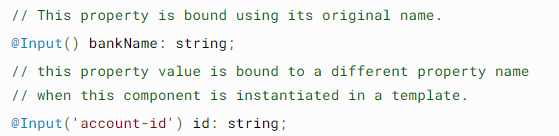 // This property is bound using its original name.
@Input() bankName: string;
// this property value is bound to a different property name
// when this component is instantiated in a template.
@Input('account-id') id: string;